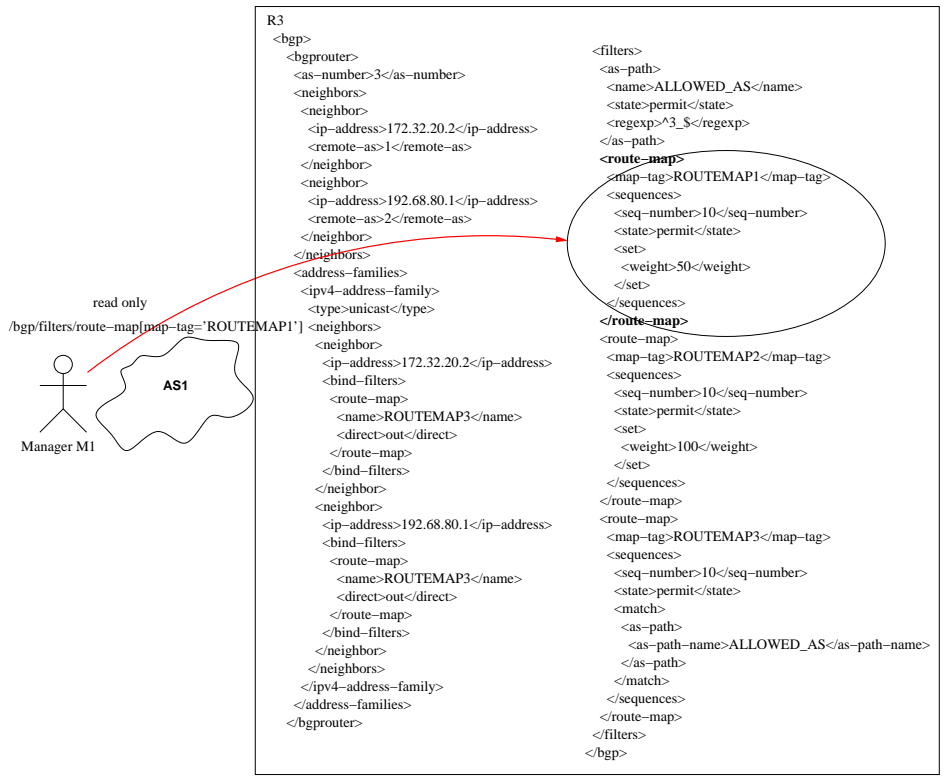 R3
<bgp>
<bgprouter>
<as−number>3</as−number>
<neighbors>
<neighbor>
<ip−address>172.32.20.2</ip−address>
<remote−as>1</remote−as>
</neighbor>
<neighbor>
<ip−address>192.68.80.1</ip−address>
<remote−as>2</remote−as>
</neighbor>
</neighbors>
<address−families>
<ipv4−address−family>
<type>unicast</type>
<neighbors>
<neighbor>
<ip−address>172.32.20.2</ip−address>
<bind−filters>
<route−map>
<name>ROUTEMAP3</name>
<direct>out</direct>
</route−map>
</bind−filters>
</neighbor>
<neighbor>
<ip−address>192.68.80.1</ip−address>
<bind−filters>
<route−map>
<name>ROUTEMAP3</name>
<direct>out</direct>
</route−map>
</bind−filters>
</neighbor>
</neighbors>
</ipv4−address−family>
</address−families>
</bgprouter>
<filters>
<as−path>
<name>ALLOWED_AS</name>
<state>permit</state>
<regexp>^3_$</regexp>
</as−path>
<route−map>
<map−tag>ROUTEMAP1</map−tag>
<sequences>
<seq−number>10</seq−number>
<state>permit</state>
<set>
<weight>50</weight>
</set>
</sequences>
</route−map>
<route−map>
<map−tag>ROUTEMAP2</map−tag>
<sequences>
<seq−number>10</seq−number>
<state>permit</state>
<set>
<weight>100</weight>
</set>
</sequences>
</route−map>
<route−map>
<map−tag>ROUTEMAP3</map−tag>
<sequences>
<seq−number>10</seq−number>
<state>permit</state>
<match>
<as−path>
<as−path−name>ALLOWED_AS</as−path−name>
</as−path>
</match>
</sequences>
</route−map>
</filters>
</bgp>
read only
/bgp/filters/route−map[map−tag=’ROUTEMAP1’]
AS1
Manager M1